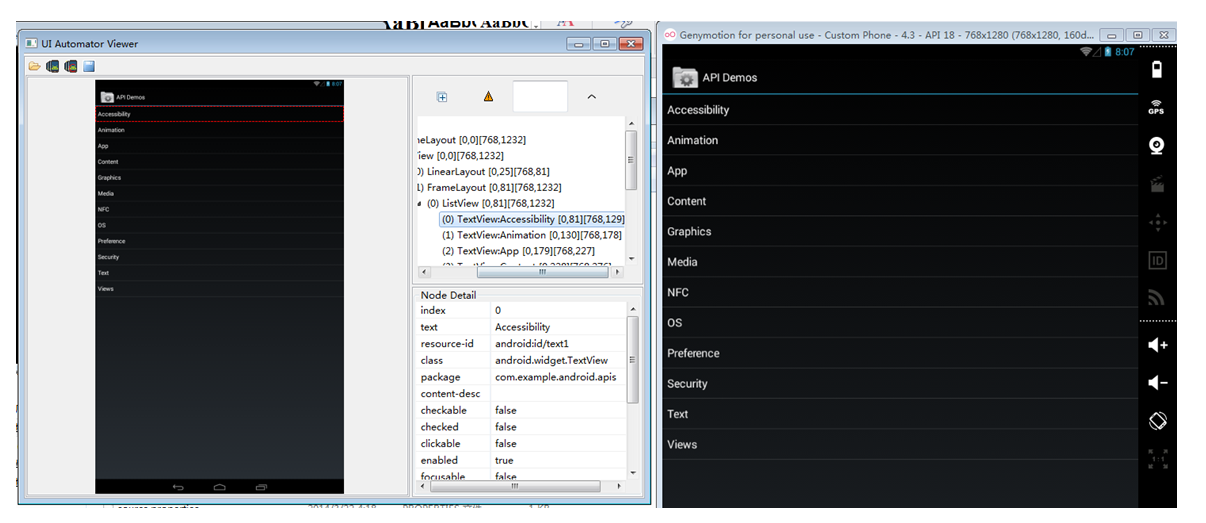 AaBbCc
UI Automator Viewer
8:07
API Demos
Accessibility
Animation
App
Content
Graphics
Media
NFC
OS
Preference
Security
Text
Views
neLayout [0,0][768,1232]
iew [0,0][768,1232]
0) LinearLayout [0,25][768,81]
1) FrameLayout [0,81][768,1232]
(0) ListView [0,81][768,1232]
(0) TextView:Accessibility [0,81][768,129]
(1) TextView:Animation [0,130][768,178]
(2) TextView:App [0,179][768,227]
Node Detail
index 0
text Accessibility
resource-id android:id/text1
class android.widget.TextView
package com.example.android.apis
content-desc
checkable false
checked false
clickable false
enabled true
focusable false
Genymotion for personal use - Custom Phone - 4.3 - API 18 - 768x1280 (768x1280, 160d...
8:07
API Demos
Accessibility
Animation
App
Content
Graphics
Media
NFC
OS
Preference
Security
Text
Views
GPS
ID
1:1